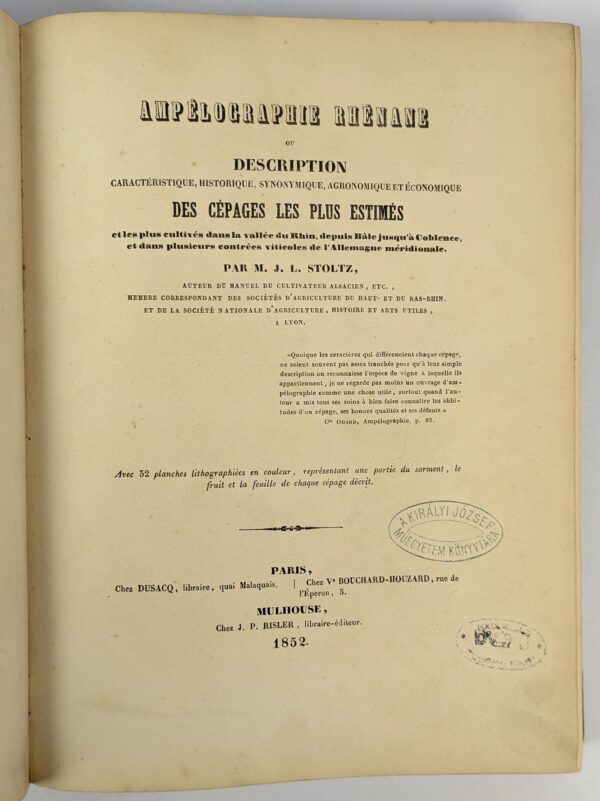 AMPÉLOGRAPHIE RHÉNANE
OU
DESCRIPTION
CARACTÉRISTIQUE, HISTORIQUE, SYNONYMIQUE, AGRONOMIQUE ET ÉCONOMIQUE
DES CÉPAGES LES PLUS ESTIMÉS
et les plus cultivés dans la vallée du Rhin, depuis Bâle jusqu'à Coblence,
et dans plusieurs contrées viticoles de l'Allemagne méridionale.
PAR M. J. L. STOLTZ,
AUTEUR DU MANUEL DU CULTIVATEUR ALSACIEN, ETC.,
MEMBRE CORRESPONDANT DES SOCIÉTÉS D'AGRICULTURE DU HAUT- ET DU BAS-RHIN.
ET DE LA SOCIÉTÉ NATIONALE D'AGRICULTURE, HISTOIRE ET ARTS UTILES,
A LYON.
«Quoique les caractères qui différencient chaque cépage,
ne soient souvent pas assez tranchés pour qu'à leur simple
description on reconnaisse l'espèce de vigne à laquelle ils
appartiennent, je ne regarde pas moins un ouvrage d'am-
pélographie comme une chose utile, surtout quand l'au-
teur a mis tous ses soins à bien faire connaître les abbi-
tudes d'un cépage, ses bonnes qualités et ses défauts.»
Cte ODARD, Ampélographie, p. 85.
Avec 32 planches lithographiées en couleur, représentant une partie du sarment, le
fruit et la feuille de chaque cépage décrit.
A KIRÁLYI JÓZSEF
MŰEGYETEM KÖNYVTÁRA
PARIS,
Chez DUSACQ, libraire, quai Malaquais. | Chez Ve BOUCHARD-HOUZARD, rue de
l'Éperon, 5.
MULHOUSE,
Chez J. P. RISLER, libraire-éditeur.
1852.